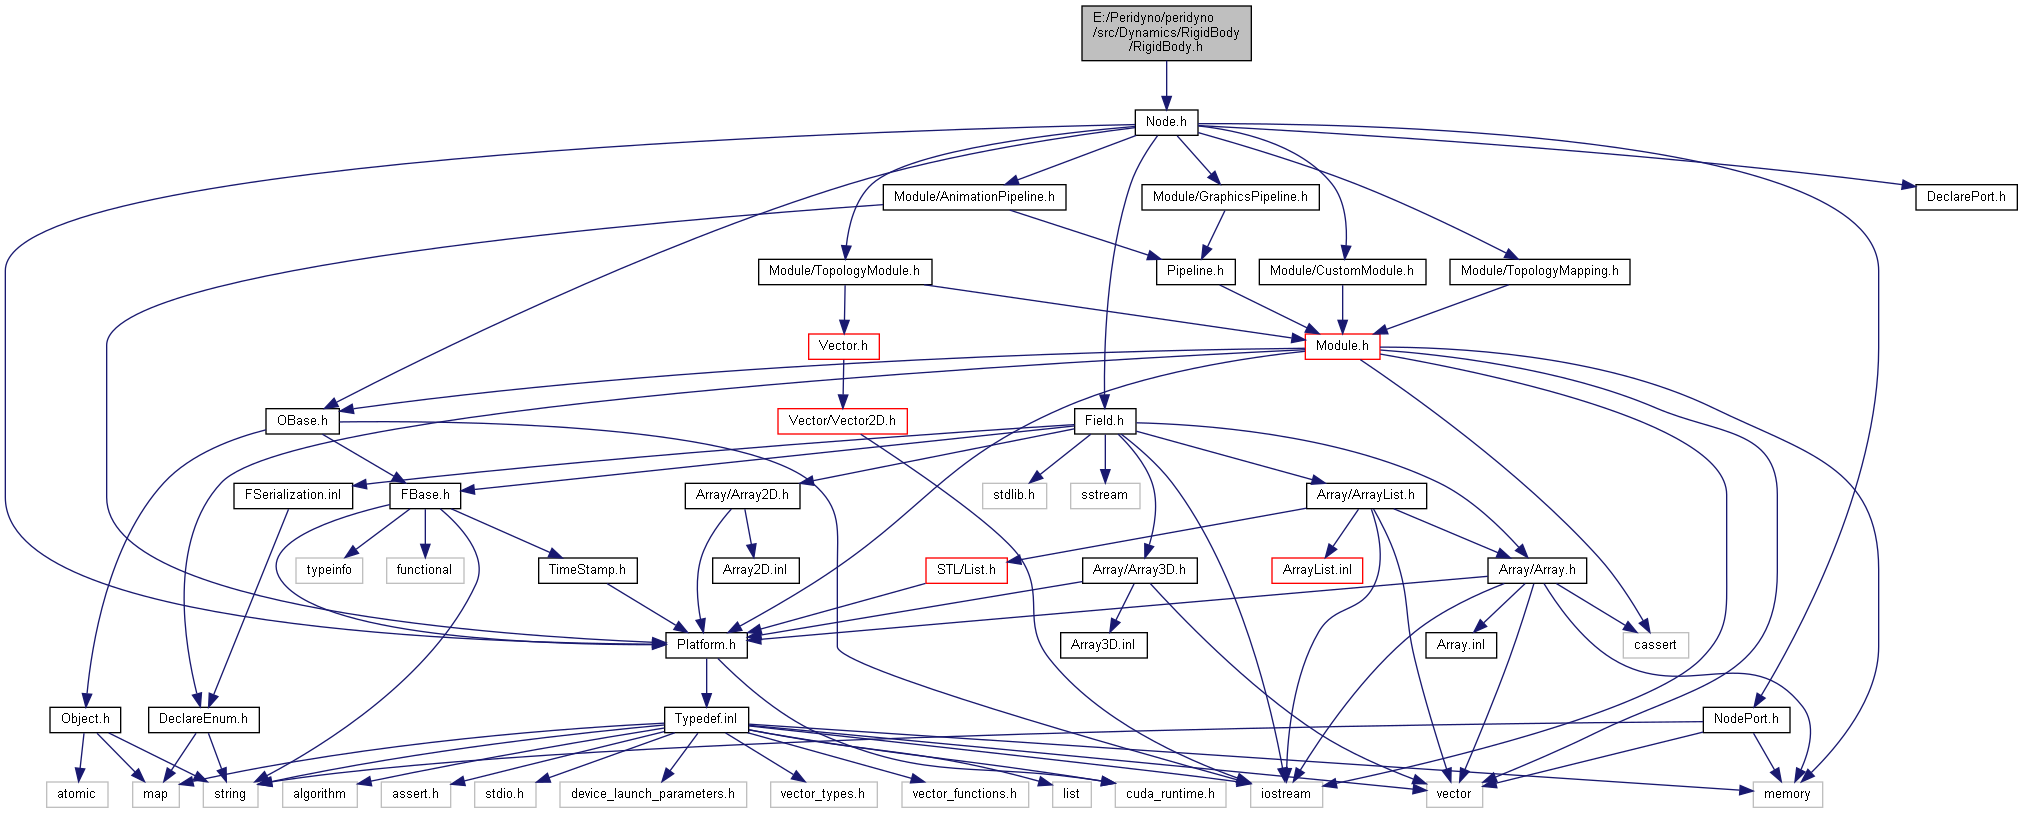 E:/Peridyno/peridyno
/src/Dynamics/RigidBody
/RigidBody.h
Node.h
Module/AnimationPipeline.h
Module/GraphicsPipeline.h
DeclarePort.h
Module/TopologyModule.h
Pipeline.h
Module/CustomModule.h
Module/TopologyMapping.h
Vector.h
Module.h
OBase.h
Vector/Vector2D.h
Field.h
FSerialization.inl
FBase.h
Array/Array2D.h
stdlib.h
sstream
Array/ArrayList.h
typeinfo
functional
TimeStamp.h
Array2D.inl
STL/List.h
Array/Array3D.h
ArrayList.inl
Array/Array.h
Platform.h
Array3D.inl
Array.inl
cassert
Object.h
DeclareEnum.h
Typedef.inl
NodePort.h
atomic
map
string
algorithm
assert.h
stdio.h
device_launch_parameters.h
vector_types.h
vector_functions.h
list
cuda_runtime.h
iostream
vector
memory